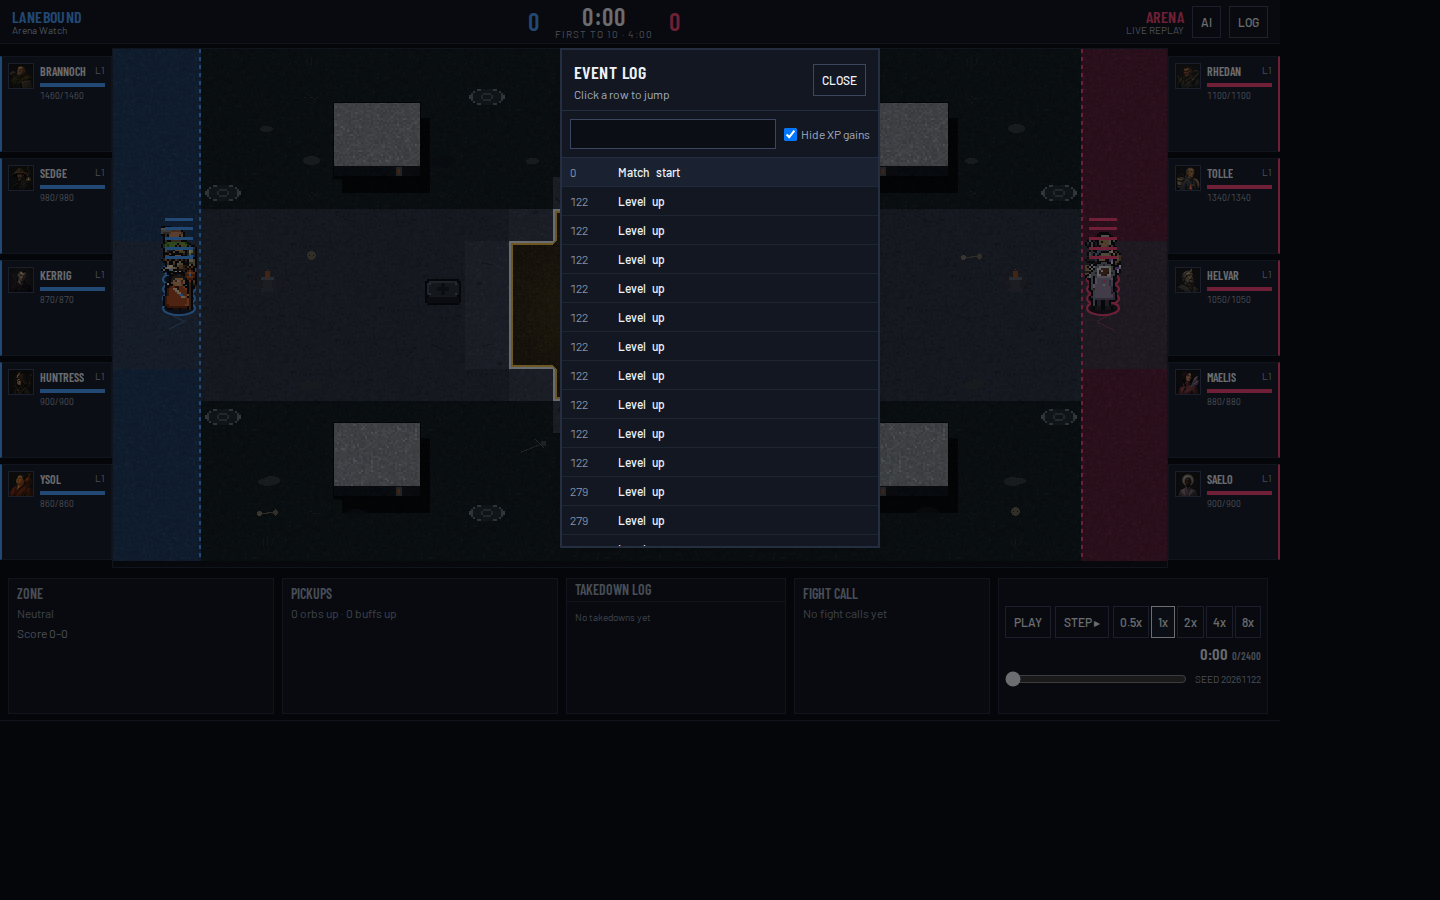 LANEBOUND
Arena Watch
0 0:00 0
FIRST TO 10 · 4:00
ARENA
LIVE REPLAY
AI
LOG
BRANNOCH L1
1460/1460
SEDGE L1
980/980
KERRIG L1
870/870
HUNTRESS L1
900/900
YSOL L1
860/860
EVENT LOG
Click a row to jump
CLOSE
Hide XP gains
0 Match start
122 Level up
122 Level up
122 Level up
122 Level up
122 Level up
122 Level up
122 Level up
122 Level up
122 Level up
122 Level up
279 Level up
279 Level up
RHEDAN L1
1100/1100
TOLLE L1
1340/1340
HELVAR L1
1050/1050
MAELIS L1
880/880
SAELO L1
900/900
ZONE
Neutral
Score 0-0
PICKUPS
0 orbs up · 0 buffs up
TAKEDOWN LOG
No takedowns yet
FIGHT CALL
No fight calls yet
PLAY STEP ▸ 0.5x 1x 2x 4x 8x
0:00 0/2400
SEED 20261122